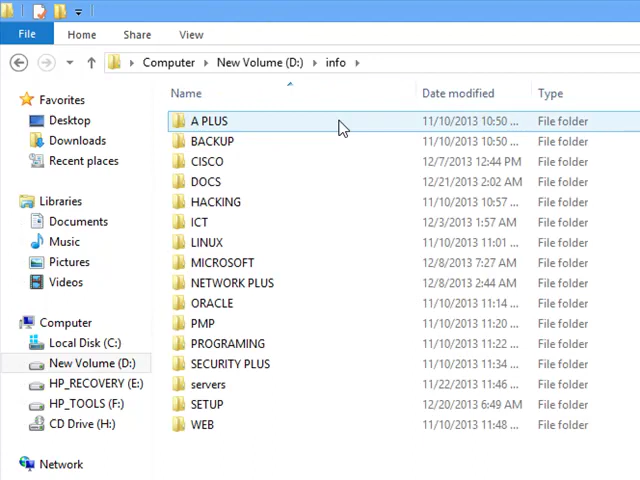 File Home Share View
Computer New Volume (D:) info
Name Date modified Type
Favorites
Desktop
Downloads
Recent places
Libraries
Documents
Music
Pictures
Videos
Computer
Local Disk (C:)
New Volume (D:)
HP_RECOVERY (E:)
HP_TOOLS (F:)
CD Drive (H:)
Network
A PLUS 11/10/2013 10:50 ... File folder
BACKUP 11/10/2013 10:50 ... File folder
CISCO 12/7/2013 12:44 PM File folder
DOCS 12/21/2013 2:02 AM File folder
HACKING 11/10/2013 10:57 ... File folder
ICT 12/3/2013 1:57 AM File folder
LINUX 11/10/2013 11:01 ... File folder
MICROSOFT 12/8/2013 7:27 AM File folder
NETWORK PLUS 12/8/2013 2:44 AM File folder
ORACLE 11/10/2013 11:14 ... File folder
PMP 11/10/2013 11:20 ... File folder
PROGRAMING 11/10/2013 11:22 ... File folder
SECURITY PLUS 11/10/2013 11:34 ... File folder
servers 11/22/2013 11:46 ... File folder
SETUP 12/20/2013 6:49 AM File folder
WEB 11/10/2013 11:48 ... File folder